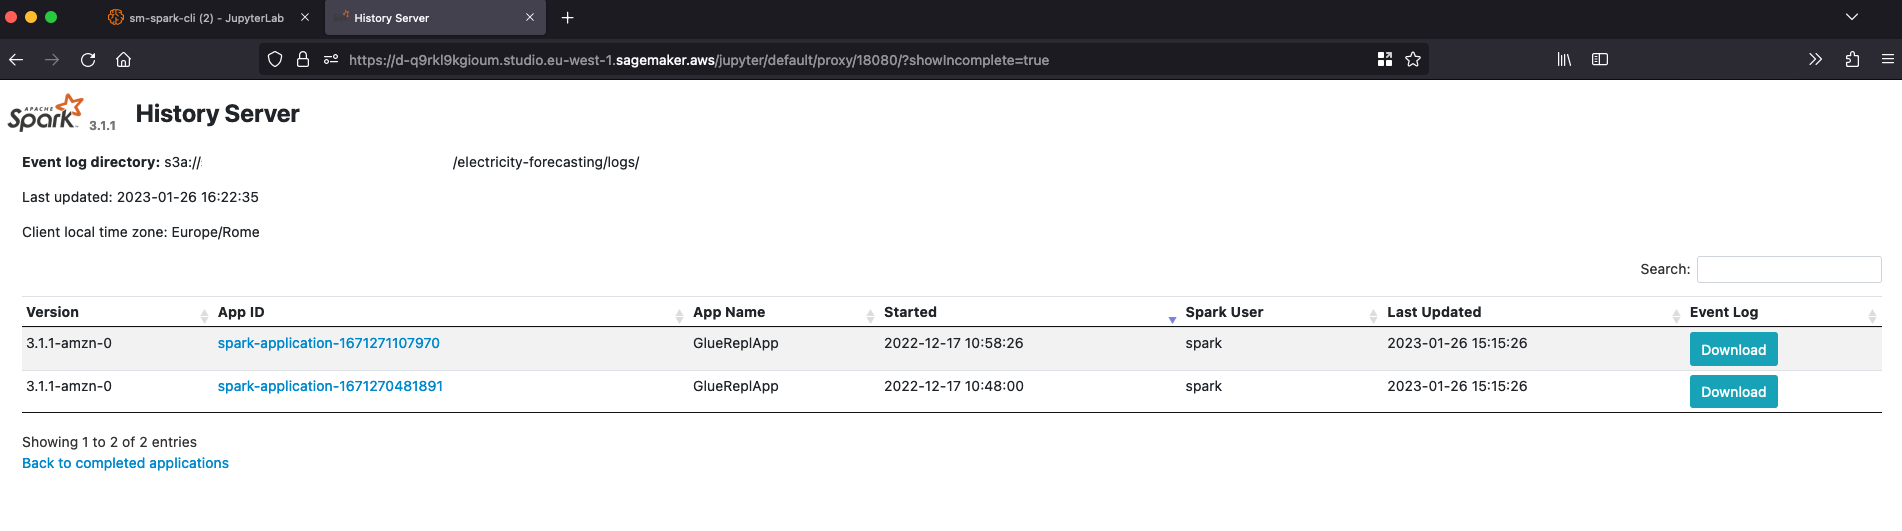 sm-spark-cli (2) - JupyterLab
History Server
https://d-q9rkl9kgioum.studio.eu-west-1.sagemaker.aws/jupyter/default/proxy/18080/?showIncomplete=true
APACHE Spark 3.1.1 History Server
Event log directory: s3a:// /electricity-forecasting/logs/
Last updated: 2023-01-26 16:22:35
Client local time zone: Europe/Rome
Search:
Version App ID App Name Started Spark User Last Updated Event Log
3.1.1-amzn-0 spark-application-1671271107970 GlueReplApp 2022-12-17 10:58:26 spark 2023-01-26 15:15:26 Download
3.1.1-amzn-0 spark-application-1671270481891 GlueReplApp 2022-12-17 10:48:00 spark 2023-01-26 15:15:26 Download
Showing 1 to 2 of 2 entries
Back to completed applications